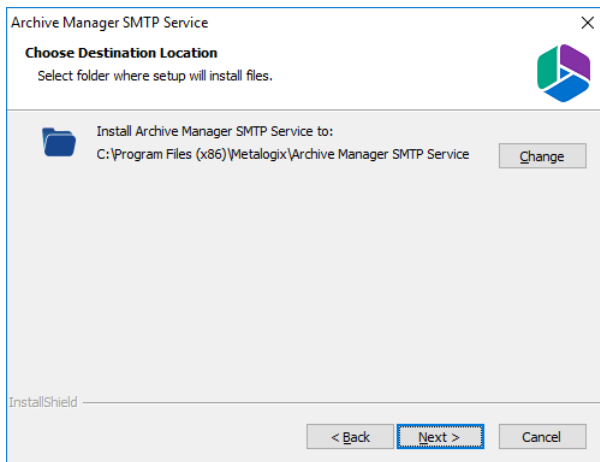 Archive Manager SMTP Service
Choose Destination Location
Select folder where setup will install files.
Install Archive Manager SMTP Service to:
C:\Program Files (x86)\Metalogix\Archive Manager SMTP Service
Change
InstallShield
< Back
Next >
Cancel